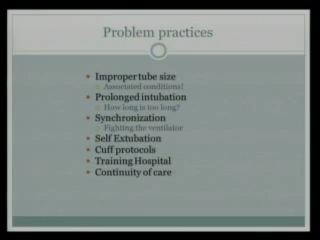 Problem practices
Improper tube size
Associated conditions!
Prolonged intubation
How long is too long?
Synchronization
Fighting the ventilator
Self Extubation
Cuff protocols
Training Hospital
Continuity of care